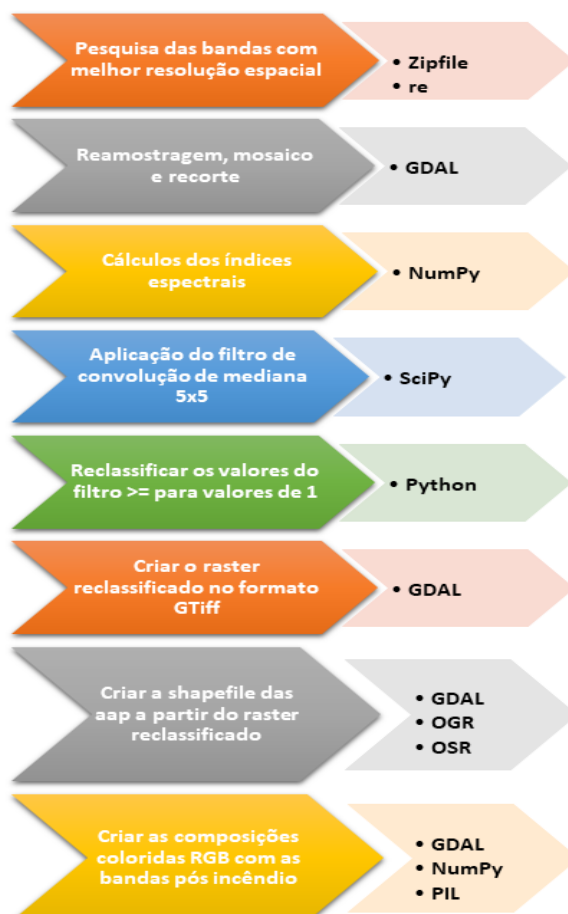 Pesquisa das bandas com
melhor resolução espacial
• Zipfile
• re
Reamostragem, mosaico
e recorte
• GDAL
Cálculos dos índices
espectrais
• NumPy
Aplicação do filtro de
convolução de mediana
5x5
• SciPy
Reclassificar os valores do
filtro >= para valores de 1
• Python
Criar o raster
reclassificado no formato
GTiff
• GDAL
Criar a shapefile das
aap a partir do raster
reclassificado
• GDAL
• OGR
• OSR
Criar as composições
coloridas RGB com as
bandas pós incêndio
• GDAL
• NumPy
• PIL